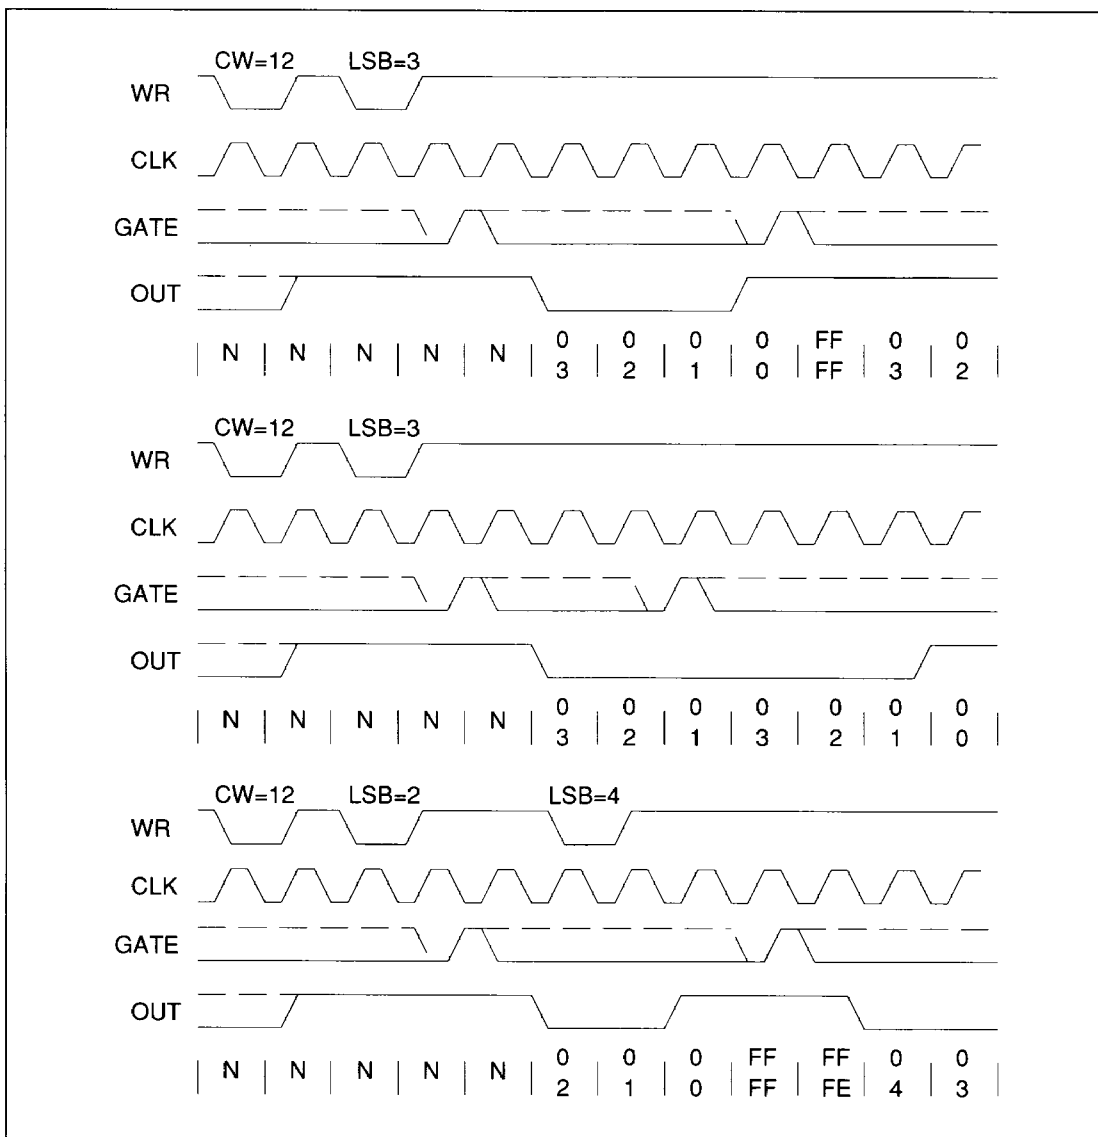 CW=12 LSB=3
WR
CLK
GATE
OUT
N N N N N 0 0 0 0 FF 0 0
3 2 1 0 FF 3 2
CW=12 LSB=3
WR
CLK
GATE
OUT
N N N N N 0 0 0 0 0 0 0
3 2 1 3 2 1 0
CW=12 LSB=2 LSB=4
WR
CLK
GATE
OUT
N N N N N 0 0 0 FF FF 0 0
2 1 0 FF FE 4 3